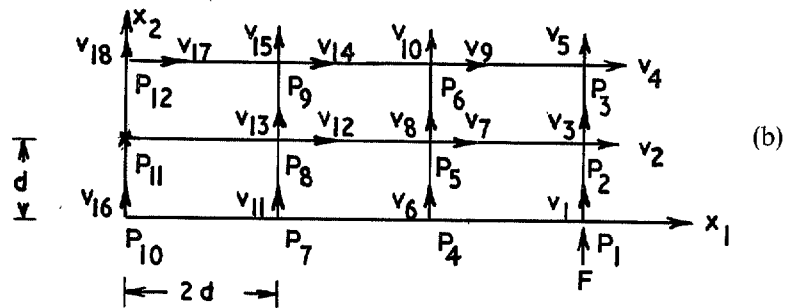 x₂
v₁₈ v₁₇ v₁₅ v₁₄ v₁₀ v₉ v₅ v₄
P₁₂ P₉ P₆ P₃
v₁₃ v₁₂ v₈ v₇ v₃ v₂ (b)
d P₁₁ P₈ P₅ P₂
v₁₆ v₁₁ v₆ v₁ x₁
P₁₀ P₇ P₄ P₁
F
2d